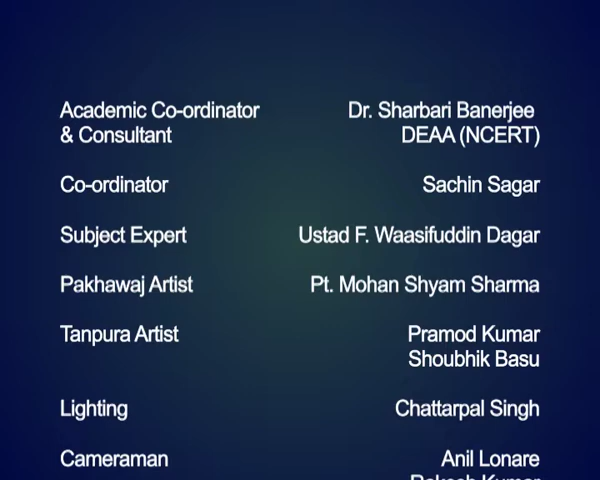 Academic Co-ordinator Dr. Sharbari Banerjee
& Consultant DEAA (NCERT)
Co-ordinator Sachin Sagar
Subject Expert Ustad F. Waasifuddin Dagar
Pakhawaj Artist Pt. Mohan Shyam Sharma
Tanpura Artist Pramod Kumar
Shoubhik Basu
Lighting Chattarpal Singh
Cameraman Anil Lonare